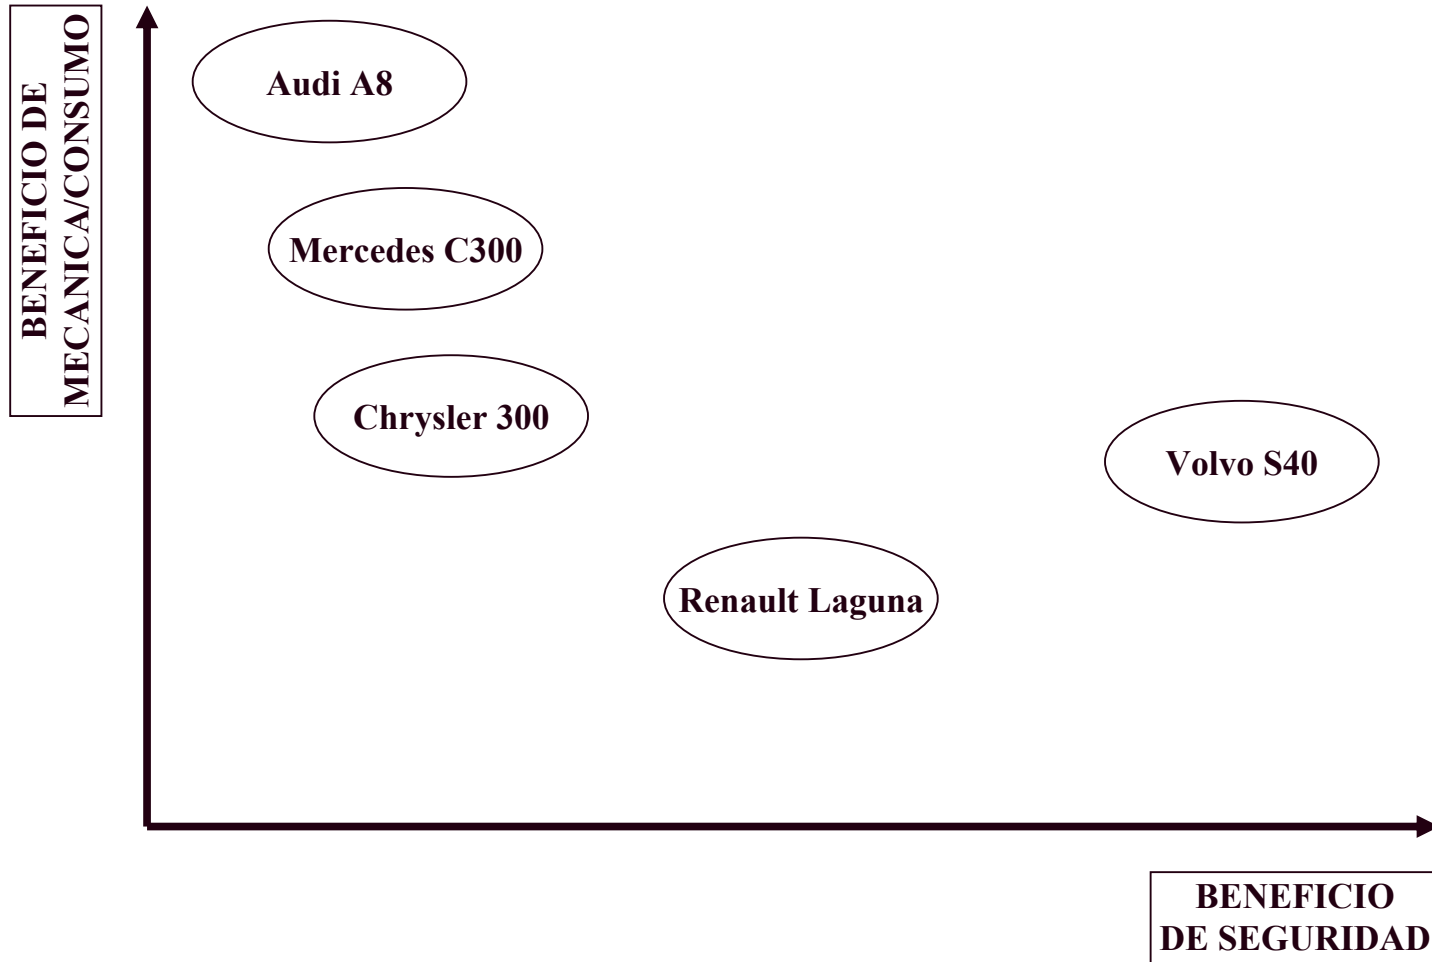 BENEFICIO DE
MECANICA/CONSUMO
Audi A8
Mercedes C300
Chrysler 300
Volvo S40
Renault Laguna
BENEFICIO
DE SEGURIDAD